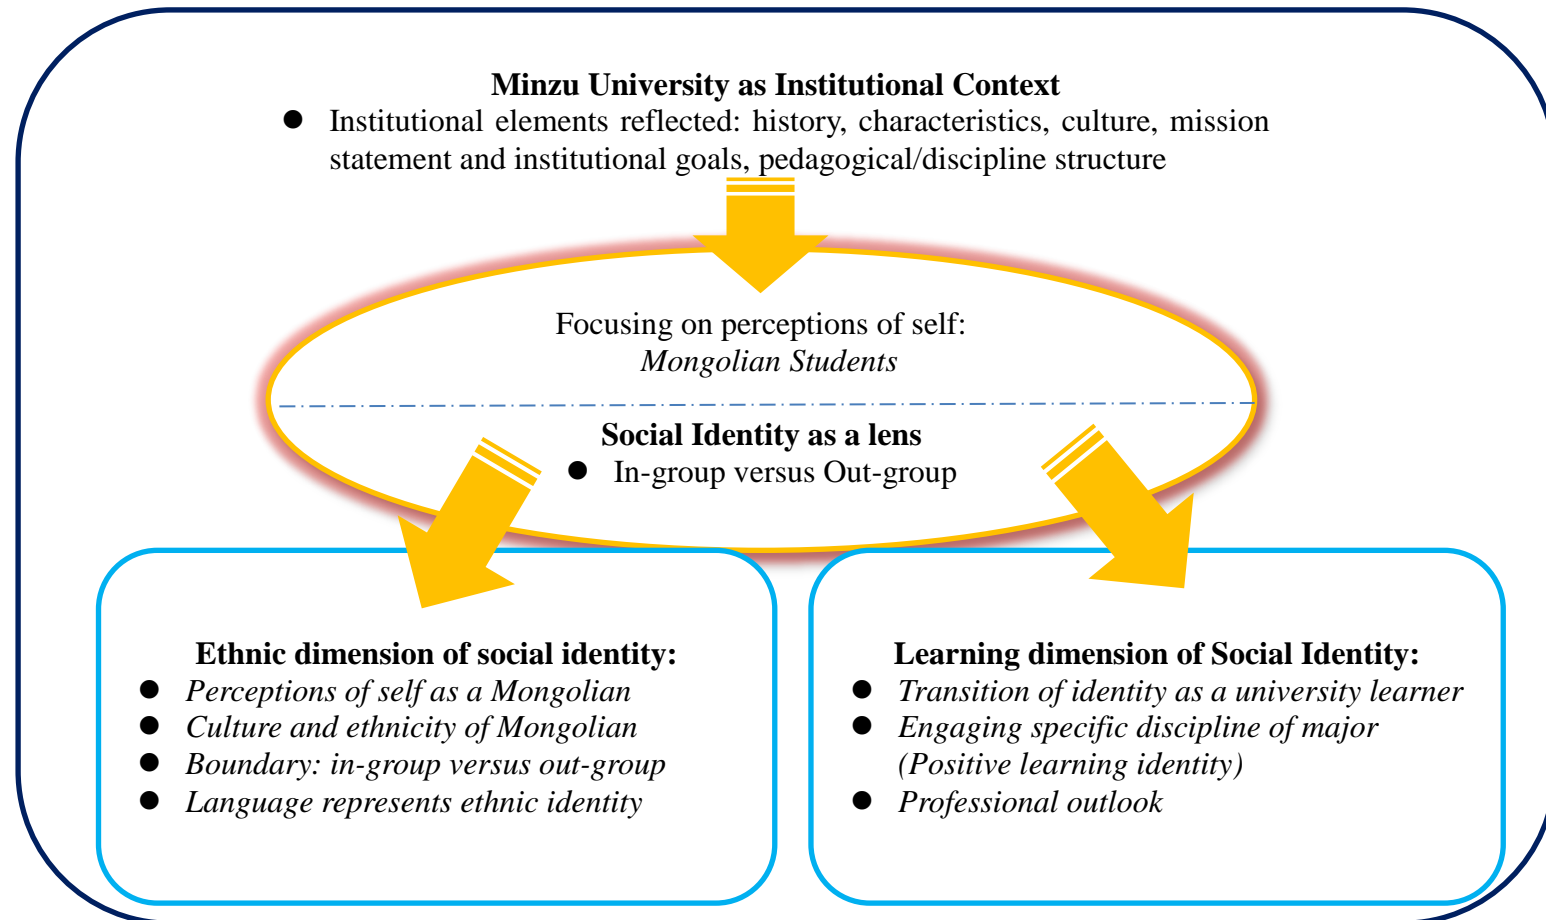 Minzu University as Institutional Context
● Institutional elements reflected: history, characteristics, culture, mission
statement and institutional goals, pedagogical/discipline structure
Focusing on perceptions of self:
Mongolian Students
Social Identity as a lens
● In-group versus Out-group
Ethnic dimension of social identity:
● Perceptions of self as a Mongolian
● Culture and ethnicity of Mongolian
● Boundary: in-group versus out-group
● Language represents ethnic identity
Learning dimension of Social Identity:
● Transition of identity as a university learner
● Engaging specific discipline of major
(Positive learning identity)
● Professional outlook